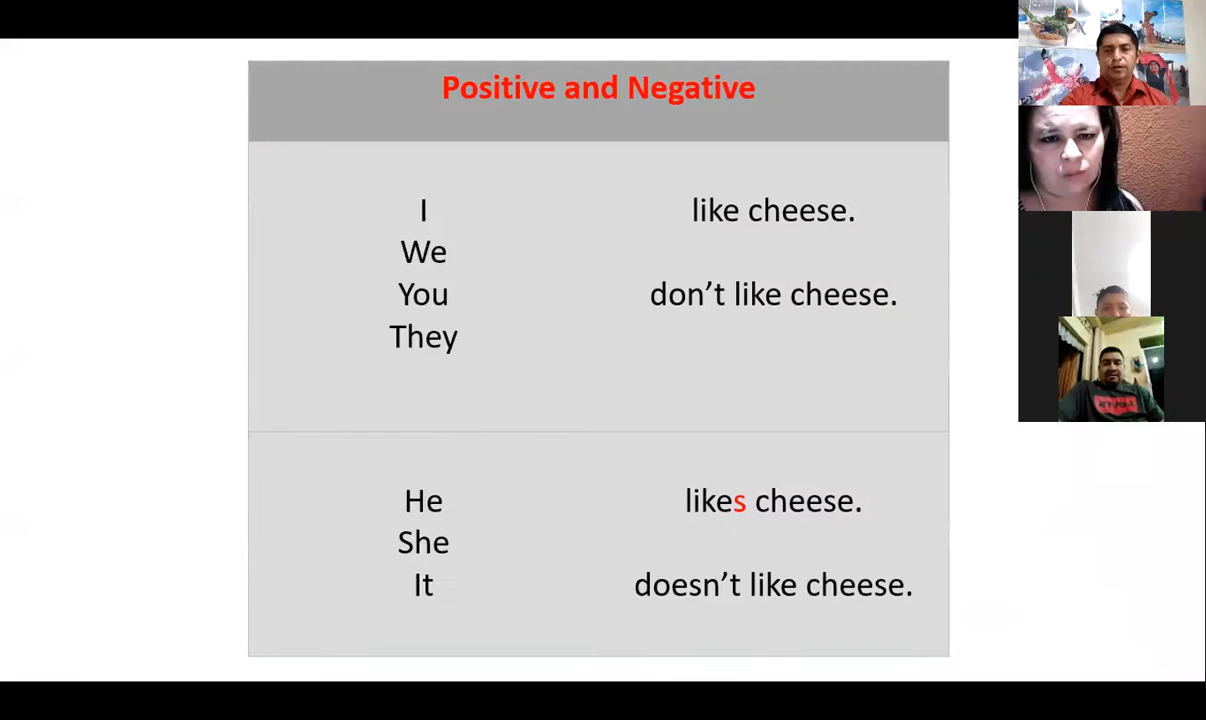 Positive and Negative
I like cheese.
We
You don't like cheese.
They
He likes cheese.
She
It doesn't like cheese.